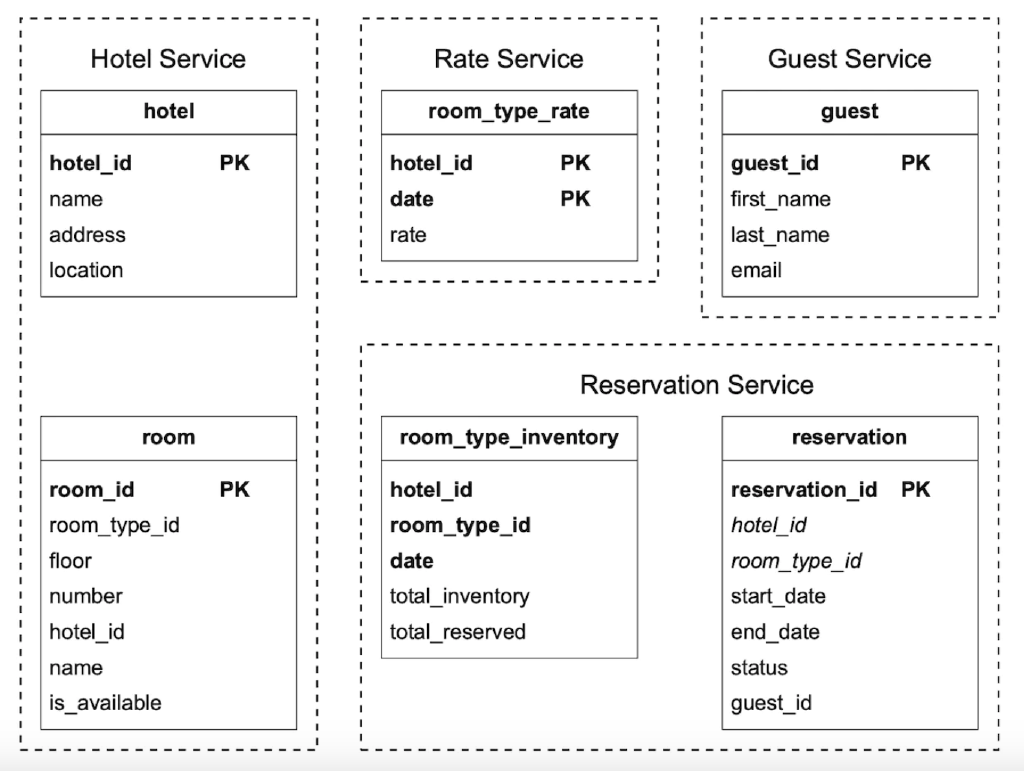 Hotel Service
hotel
hotel_id PK
name
address
location
room
room_id PK
room_type_id
floor
number
hotel_id
name
is_available
Rate Service
room_type_rate
hotel_id PK
date PK
rate
Guest Service
guest
guest_id PK
first_name
last_name
email
Reservation Service
room_type_inventory
hotel_id
room_type_id
date
total_inventory
total_reserved
reservation
reservation_id PK
hotel_id
room_type_id
start_date
end_date
status
guest_id